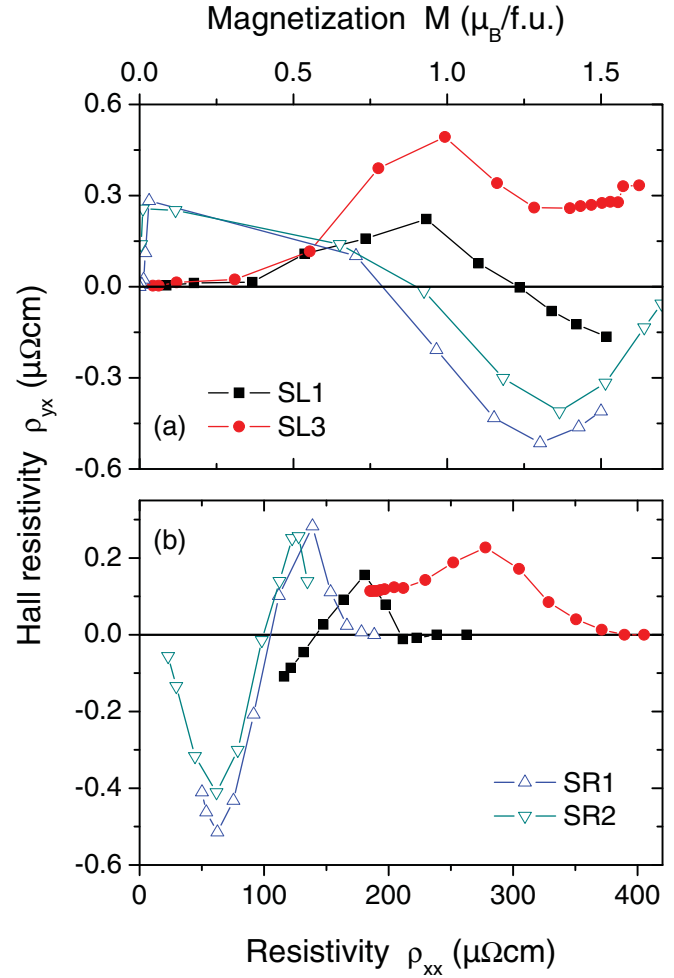 Magnetization M (μB/f.u.)
0.0 0.5 1.0 1.5
0.6
0.3
0.0
-0.3
-0.6
SL1
SL3
(a)
Hall resistivity ρyx (μΩcm)
(b)
0.2
0.0
-0.2
-0.4
-0.6
SR1
SR2
0 100 200 300 400
Resistivity ρxx (μΩcm)